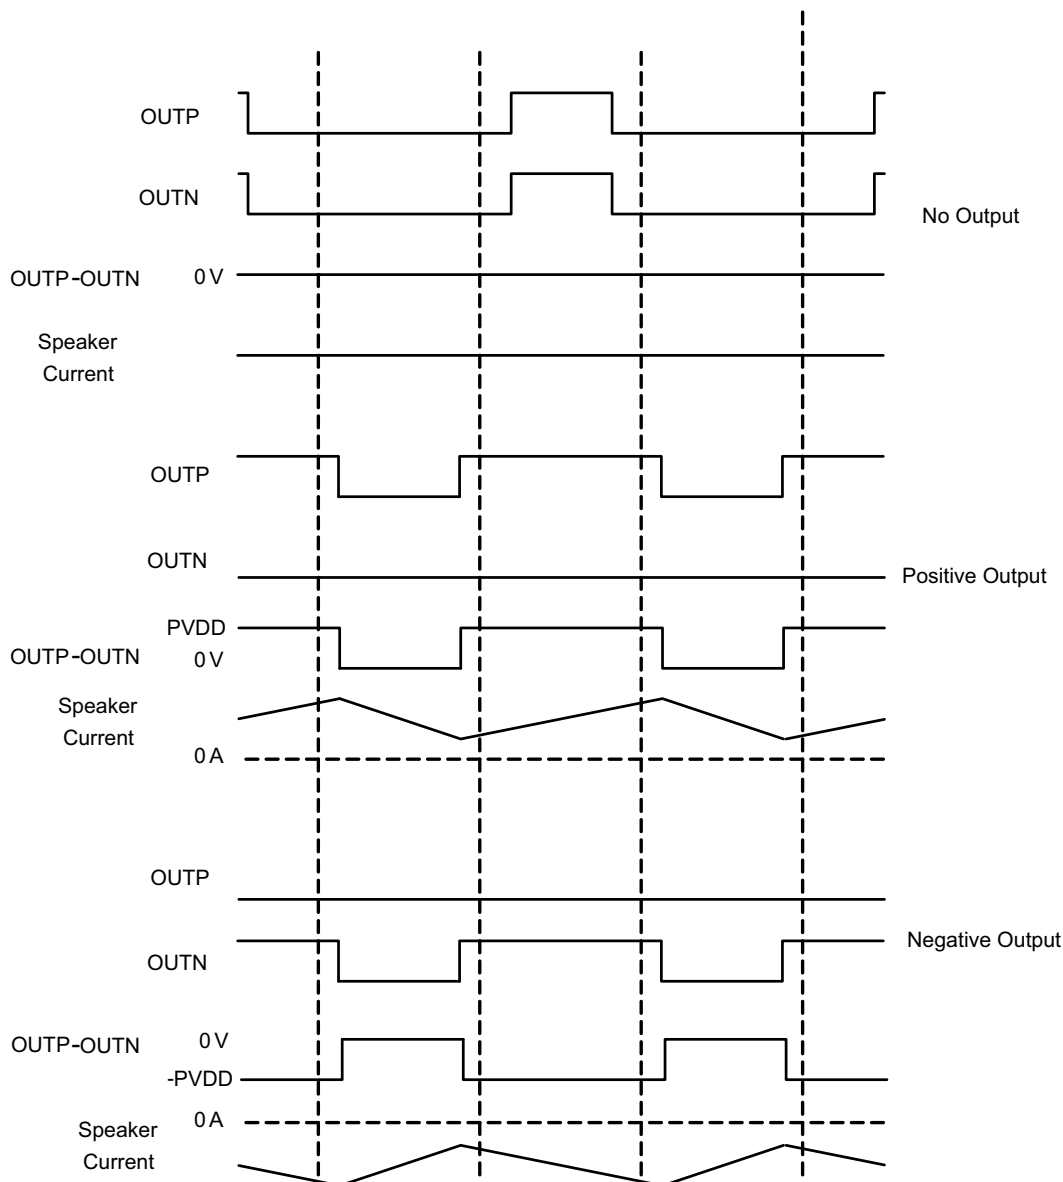 OUTP
OUTN
No Output
OUTP-OUTN 0 V
Speaker
Current
OUTP
OUTN
Positive Output
PVDD
OUTP-OUTN 0 V
Speaker
Current
0 A
OUTP
Negative Output
OUTN
OUTP-OUTN 0 V
-PVDD
0 A
Speaker
Current